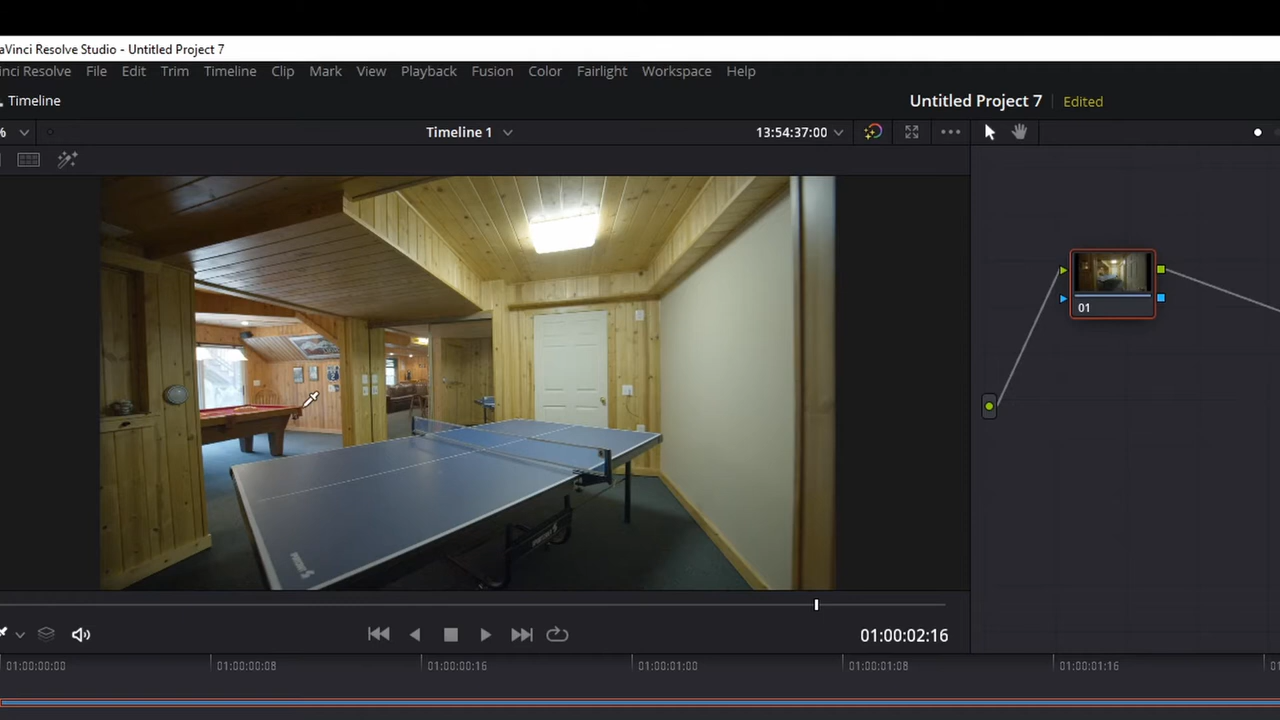 aVinci Resolve Studio - Untitled Project 7
inci Resolve File Edit Trim Timeline Clip Mark View Playback Fusion Color Fairlight Workspace Help
Timeline
Untitled Project 7 Edited
%
Timeline 1
13:54:37:00
01
01:00:02:16
01:00:00:00 01:00:00:08 01:00:00:16 01:00:01:00 01:00:01:08 01:00:01:16